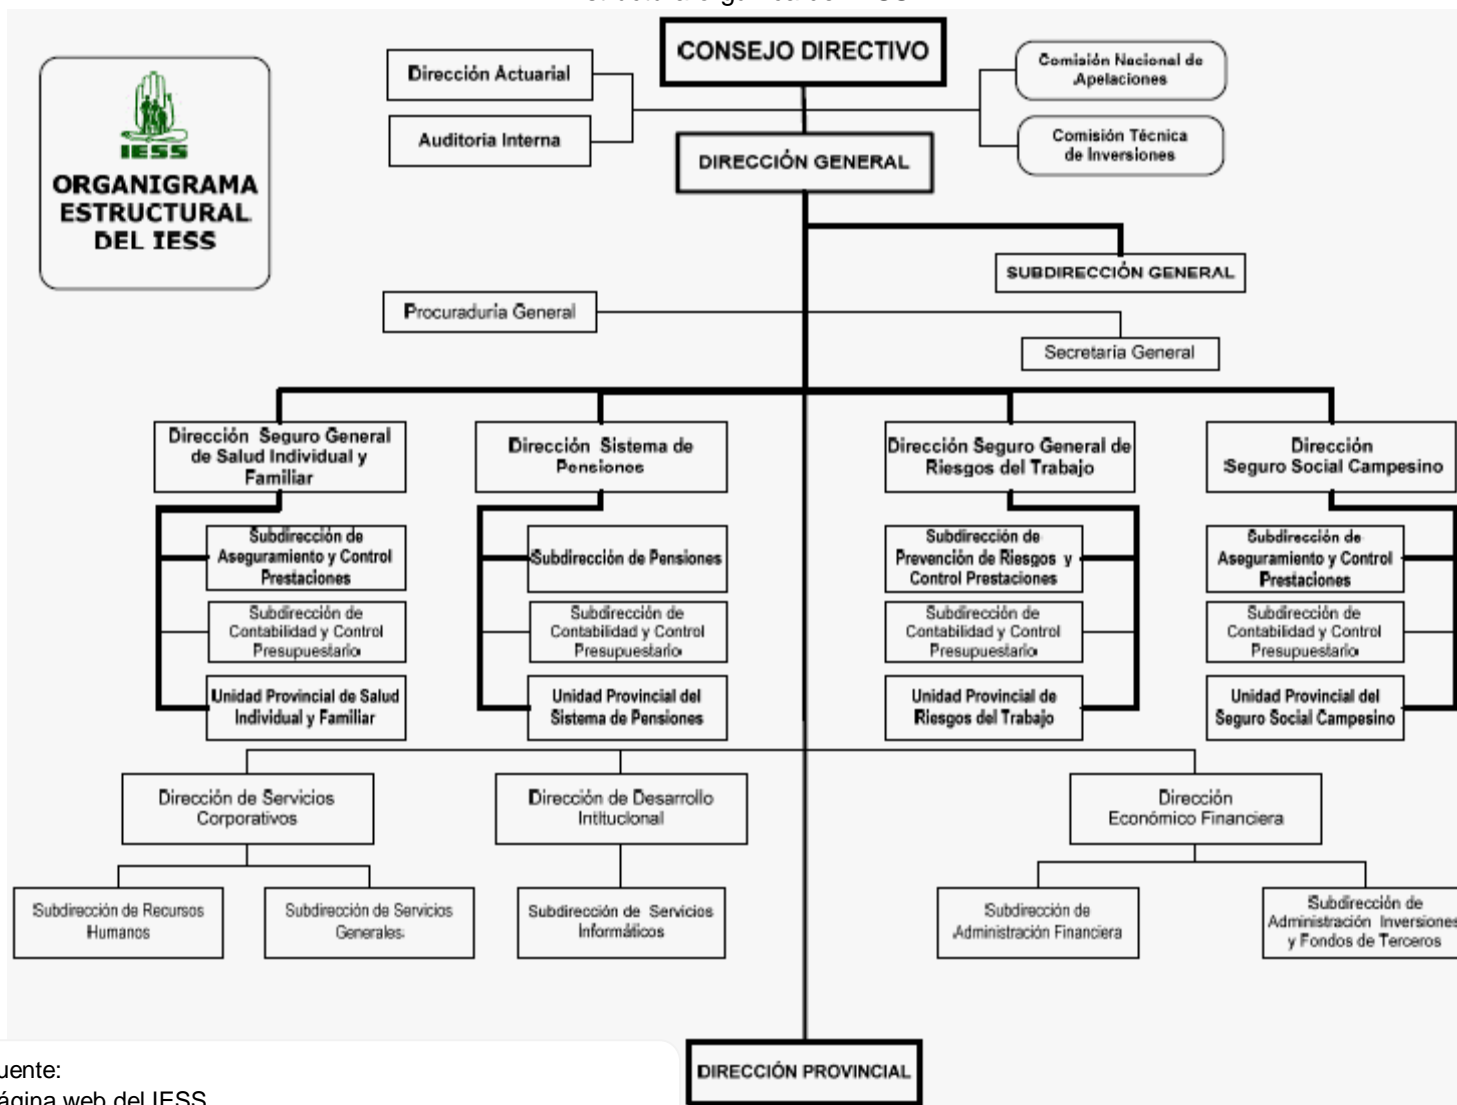 CONSEJO DIRECTIVO
Dirección Actuarial
Comisión Nacional de
Apelaciones
Auditoria Interna
Comisión Técnica
de Inversiones
DIRECCIÓN GENERAL
IESS
ORGANIGRAMA
ESTRUCTURAL
DEL IESS
SUBDIRECCIÓN GENERAL
Procuraduria General
Secretaria General
Dirección Seguro General
de Salud Individual y
Familiar
Dirección Sistema de
Pensiones
Dirección Seguro General de
Riesgos del Trabajo
Dirección
Seguro Social Campesino
Subdirección de
Aseguramiento y Control
Prestaciones
Subdirección de Pensiones
Subdirección de
Prevención de Riesgos y
Control Prestaciones
Subdirección de
Aseguramiento y Control
Prestaciones
Subdirección de
Contabilidad y Control
Presupuestario
Subdirección de
Contabilidad y Control
Presupuestario
Subdirección de
Contabilidad y Control
Presupuestario
Subdirección de
Contabilidad y Control
Presupuestario
Unidad Provincial de Salud
Individual y Familiar
Unidad Provincial del
Sistema de Pensiones
Unidad Provincial de
Riesgos del Trabajo
Unidad Provincial del
Seguro Social Campesino
Dirección de Servicios
Corporativos
Dirección de Desarrollo
Intitucional
Dirección
Económico Financiera
Subdirección de Recursos
Humanos
Subdirección de Servicios
Generales
Subdirección de Servicios
Informáticos
Subdirección de
Administración Financiera
Subdirección de
Administración Inversiones
y Fondos de Terceros
DIRECCIÓN PROVINCIAL
uente:
ágina web del IESS